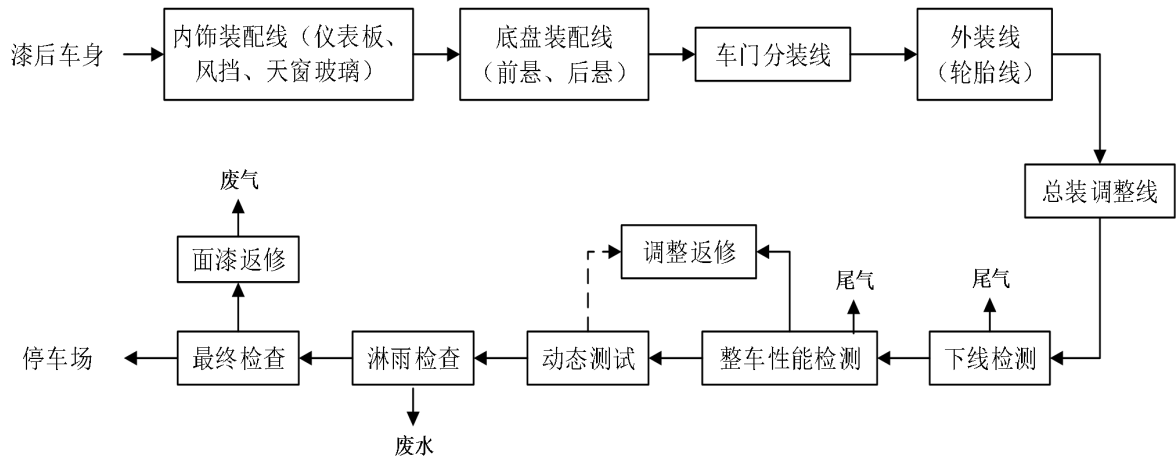 漆后车身
内饰装配线（仪表板、
风挡、天窗玻璃）
底盘装配线
（前悬、后悬）
车门分装线
外装线
（轮胎线）
总装调整线
废气
面漆返修
调整返修
尾气
尾气
停车场
最终检查
淋雨检查
动态测试
整车性能检测
下线检测
废水